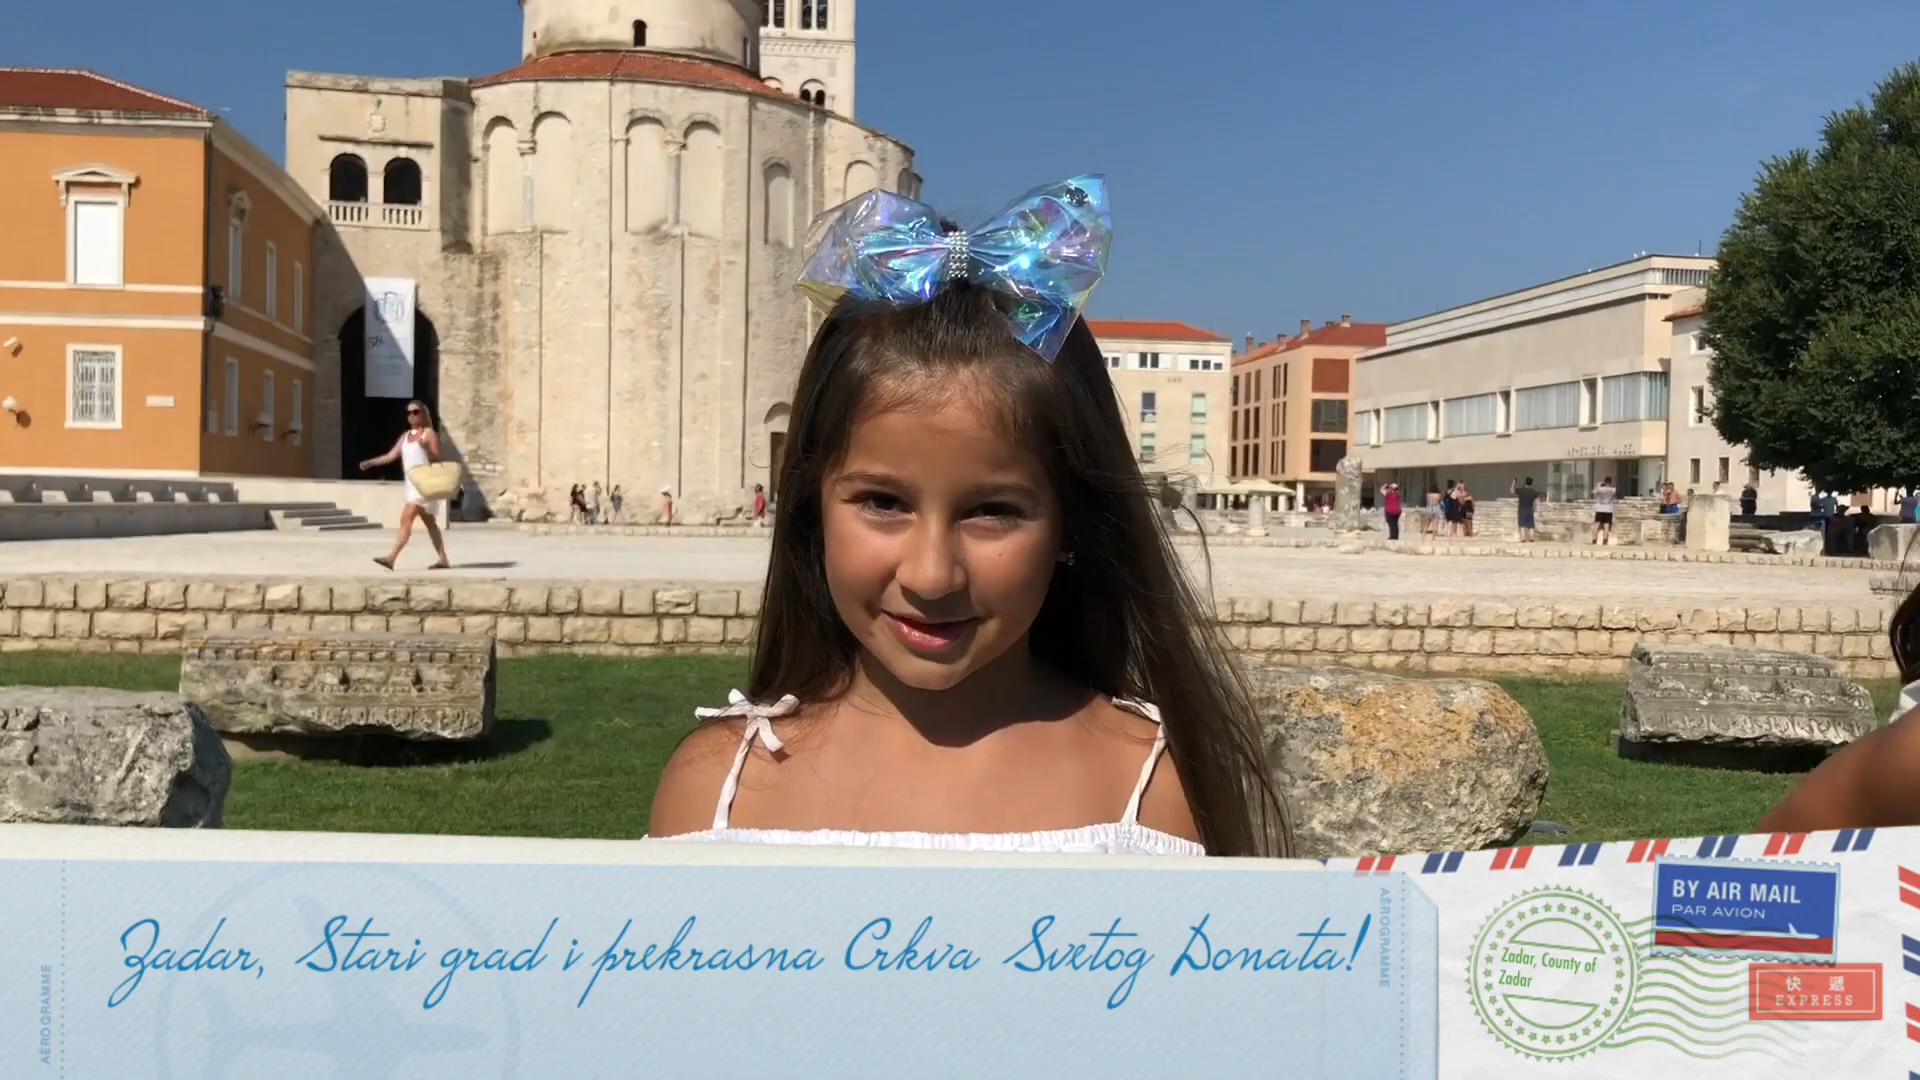 Zadar, Stari grad i prekrasna Crkva Svetog Donata!
AÉROGRAMME
AÉROGRAMME
BY AIR MAIL
PAR AVION
Zadar, County of
Zadar
快遞
EXPRESS